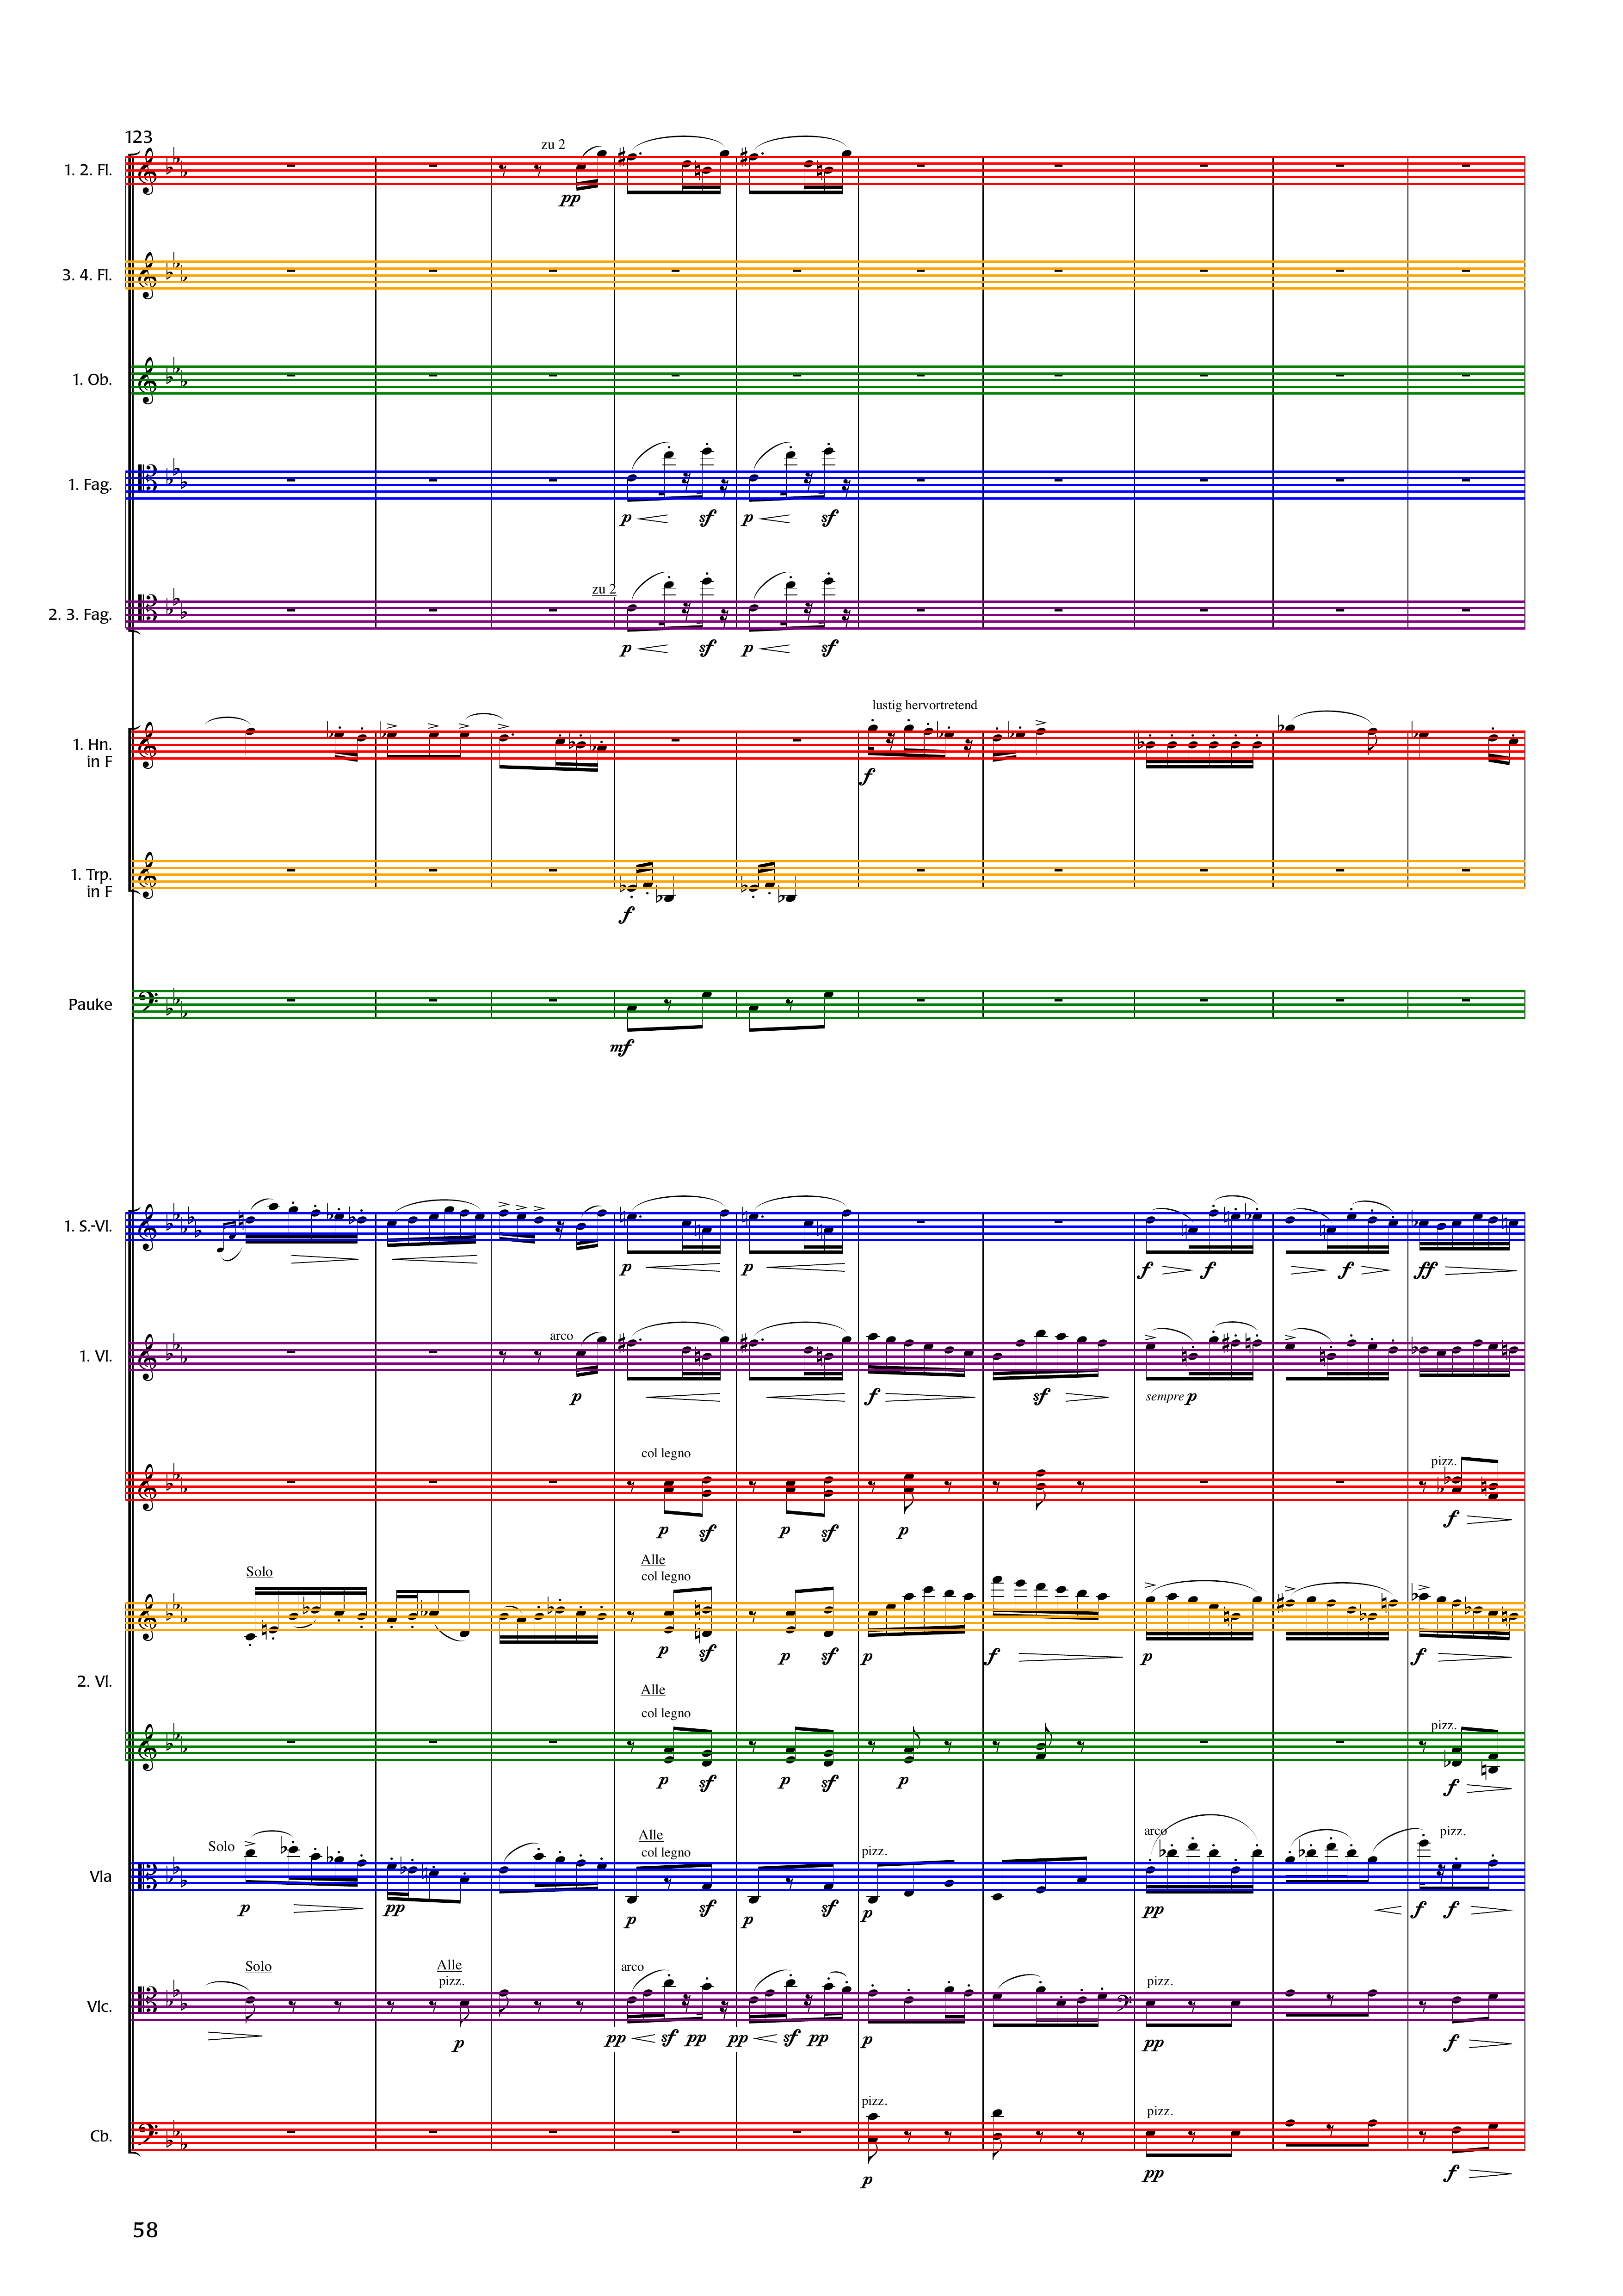 123
1. 2. Fl.
zu 2
pp
3. 4. Fl.
1. Ob.
1. Fag.
p sf p sf
2. 3. Fag.
zu 2
p sf p sf
1. Hn.
in F
lustig hervortretend
f
1. Trp.
in F
f
Pauke
mf
1. S.-Vl.
p p f f f ff
1. Vl.
arco
p f sf sempre p
col legno
pizz.
p sf p sf p f
Solo
Alle
col legno
p sf p sf p f p f
2. Vl.
Alle
col legno
pizz.
p sf p sf p f
Vla
Solo
Alle
col legno
pizz.
arco
pizz.
p pp p sf p sf p pp f f
Vlc.
Solo
Alle
pizz.
arco
pizz.
p pp sf pp pp sf pp p pp f
Cb.
pizz.
pizz.
p pp f
58